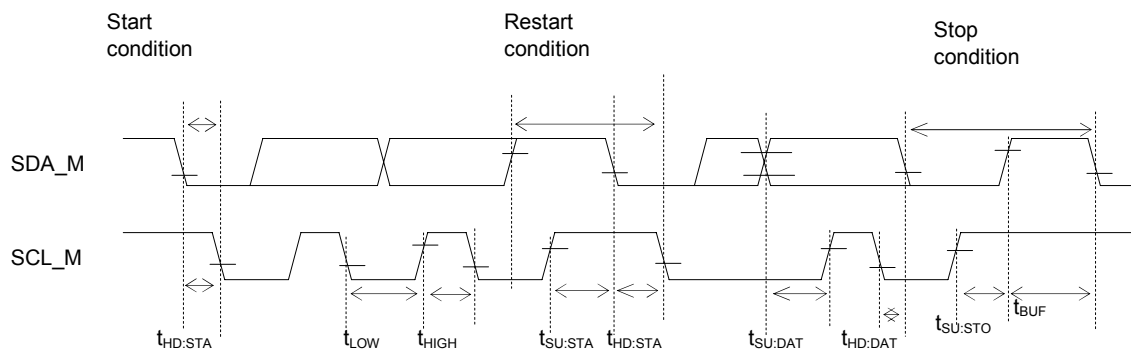 Start
condition
Restart
condition
Stop
condition
SDA_M
SCL_M
tHD:STA
tLOW
tHIGH
tSU:STA
tHD:STA
tSU:DAT
tHD:DAT
tSU:STO
tBUF